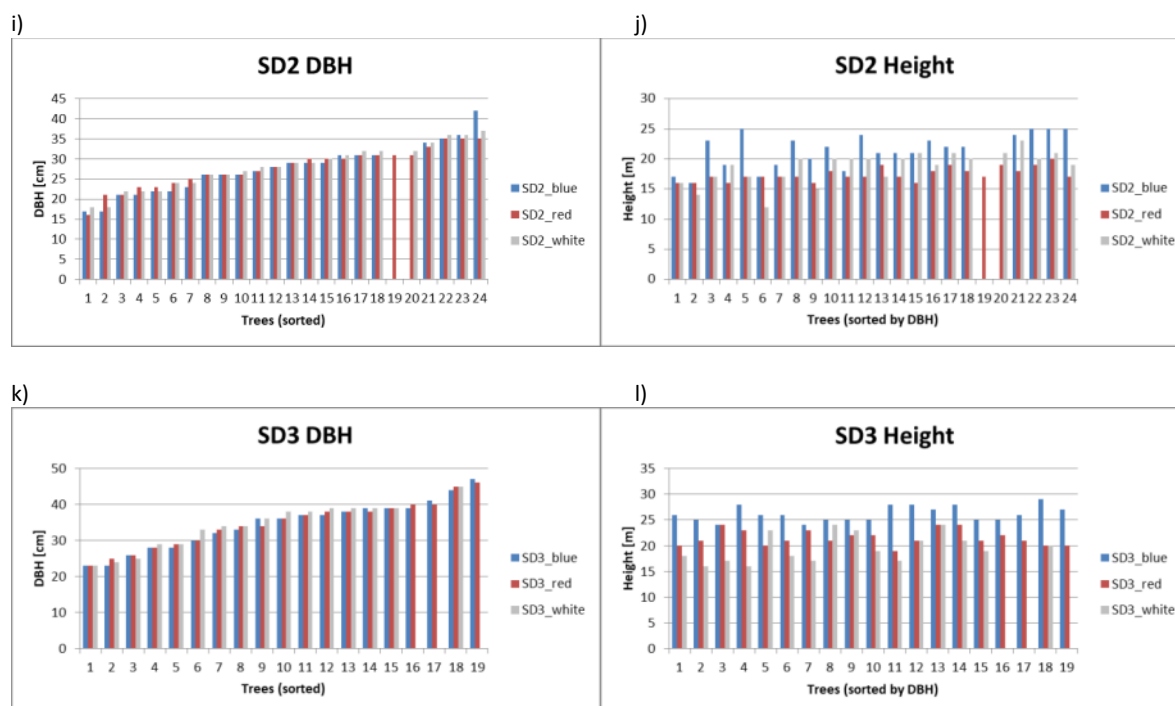 i)
j)
SD2 DBH
45
40
35
30
25
20
15
10
5
0
DBH [cm]
1 2 3 4 5 6 7 8 9 10 11 12 13 14 15 16 17 18 19 20 21 22 23 24
Trees (sorted)
SD2_blue
SD2_red
SD2_white
SD2 Height
30
25
20
15
10
5
0
Height [m]
1 2 3 4 5 6 7 8 9 10 11 12 13 14 15 16 17 18 19 20 21 22 23 24
Trees (sorted by DBH)
SD2_blue
SD2_red
SD2_white
k)
l)
SD3 DBH
50
40
30
20
10
0
DBH [cm]
1 2 3 4 5 6 7 8 9 10 11 12 13 14 15 16 17 18 19
Trees (sorted)
SD3_blue
SD3_red
SD3_white
SD3 Height
35
30
25
20
15
10
5
0
Height [m]
1 2 3 4 5 6 7 8 9 10 11 12 13 14 15 16 17 18 19
Trees (sorted by DBH)
SD3_blue
SD3_red
SD3_white